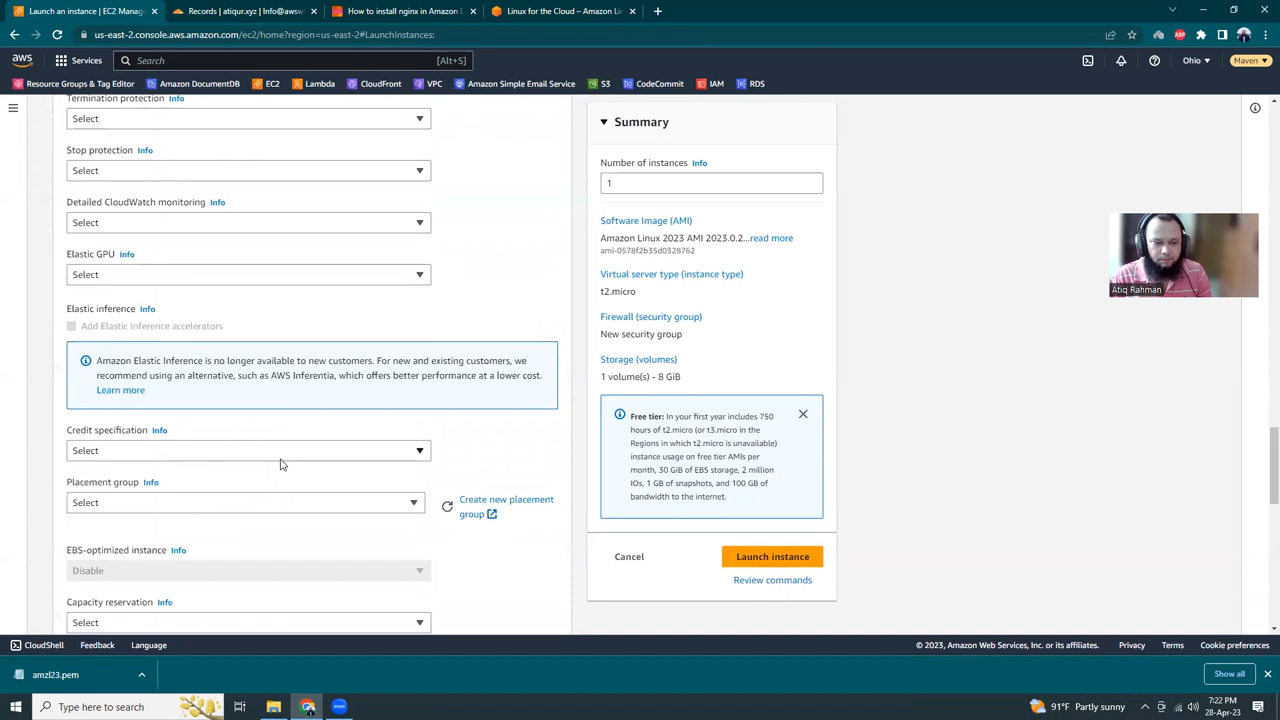 Launch an instance | EC2 Manag
Records | atiqur.xyz | Info@awsw
How to install nginx in Amazon L
Linux for the Cloud – Amazon Lin
us-east-2.console.aws.amazon.com/ec2/home?region=us-east-2#LaunchInstances:
aws
Services
Search
[Alt+S]
Ohio
Maven
Resource Groups & Tag Editor
Amazon DocumentDB
EC2
Lambda
CloudFront
VPC
Amazon Simple Email Service
S3
CodeCommit
IAM
RDS
Termination protection Info
Select
Stop protection Info
Select
Detailed CloudWatch monitoring Info
Select
Elastic GPU Info
Select
Elastic inference Info
Add Elastic Inference accelerators
Amazon Elastic Inference is no longer available to new customers. For new and existing customers, we
recommend using an alternative, such as AWS Inferentia, which offers better performance at a lower cost.
Learn more
Credit specification Info
Select
Placement group Info
Select
Create new placement
group
EBS-optimized instance Info
Disable
Capacity reservation Info
Select
Summary
Number of instances Info
1
Software Image (AMI)
Amazon Linux 2023 AMI 2023.0.2...read more
ami-0578f2b35d0328762
Virtual server type (instance type)
t2.micro
Firewall (security group)
New security group
Storage (volumes)
1 volume(s) - 8 GiB
Free tier: In your first year includes 750
hours of t2.micro (or t3.micro in the
Regions in which t2.micro is unavailable)
instance usage on free tier AMIs per
month, 30 GiB of EBS storage, 2 million
IOs, 1 GB of snapshots, and 100 GB of
bandwidth to the internet.
Cancel
Launch instance
Review commands
Atiq Rahman
CloudShell
Feedback
Language
© 2023, Amazon Web Services, Inc. or its affiliates.
Privacy
Terms
Cookie preferences
amzl23.pem
Show all
Type here to search
91°F Partly sunny
7:22 PM
28-Apr-23